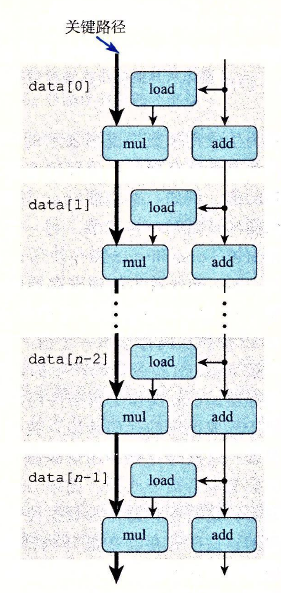 关键路径
data[0]
load
mul
add
data[1]
load
mul
add
data[n-2]
load
mul
add
data[n-1]
load
mul
add